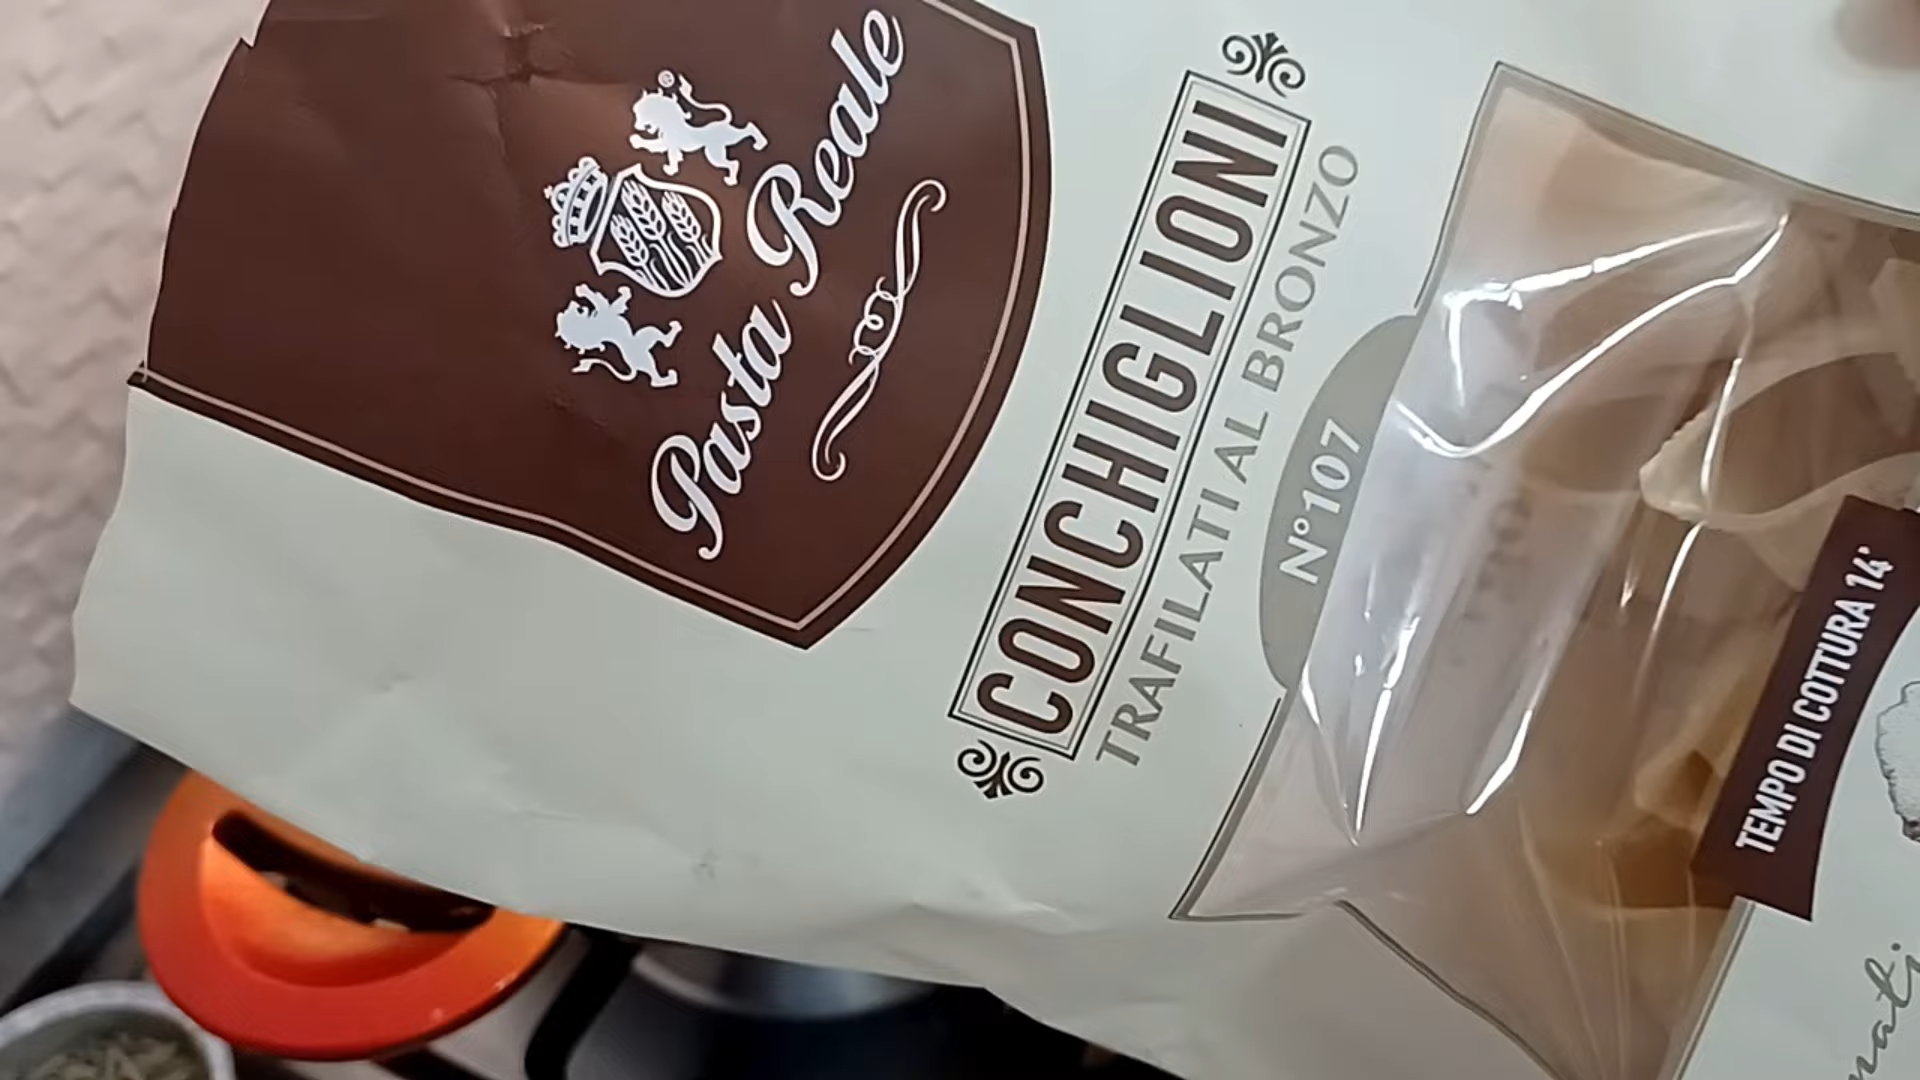 Pasta Reale
®
CONCHIGLIONI
TRAFILATI AL BRONZO
N°107
TEMPO DI COTTURA 14'